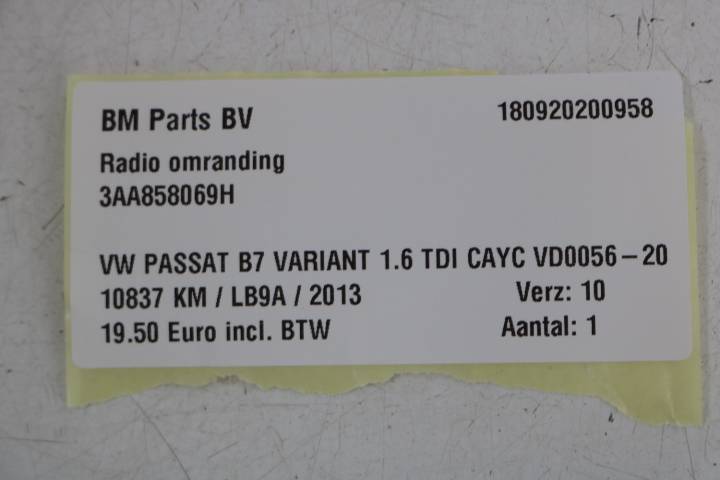 BM Parts BV 180920200958
Radio omranding
3AA858069H
VW PASSAT B7 VARIANT 1.6 TDI CAYC VD0056-20
10837 KM / LB9A / 2013 Verz: 10
19.50 Euro incl. BTW Aantal: 1